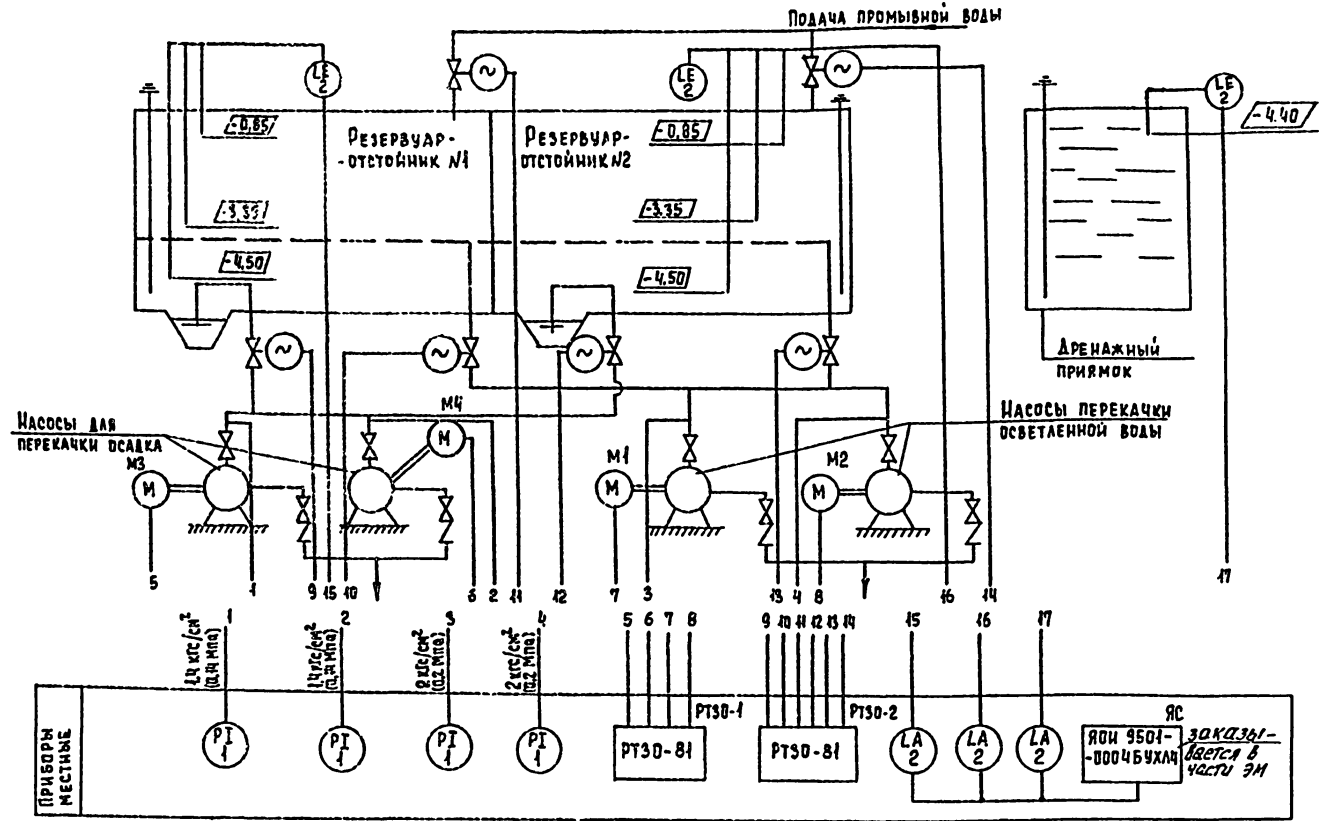 Подача промывной воды
LE
2
LE
2
LE
2
-4.40
-0,85
Резервуар-
-отстойник N1
Резервуар-
-отстойник N2
-0,85
-3,35
-3.35
-4,50
-4.50
~
~
~
~
~
~
Дренажный
приямок
Насосы для
перекачки осадка
М4
М3
М
М
Насосы перекачки
осветленной воды
М1
М
М2
М
5
1
9
15
10
6
2
11
12
7
3
13
4
8
16
14
17
1
2
3
4
5
6
7
8
9
10
11
12
13
14
15
16
17
1,4 кгс/см²
(0,14 МПа)
1,4 кгс/см²
(0,14 МПа)
2 кгс/см²
(0,2 МПа)
2 кгс/см²
(0,2 МПа)
Приборы
местные
PI
1
PI
1
PI
1
PI
1
РТ30-1
РТ30-81
РТ30-2
РТ30-81
LA
2
LA
2
LA
2
ЯС
ЯОИ 9501-
-0004БУХЛ4
заказы-
вается в
части ЭМ